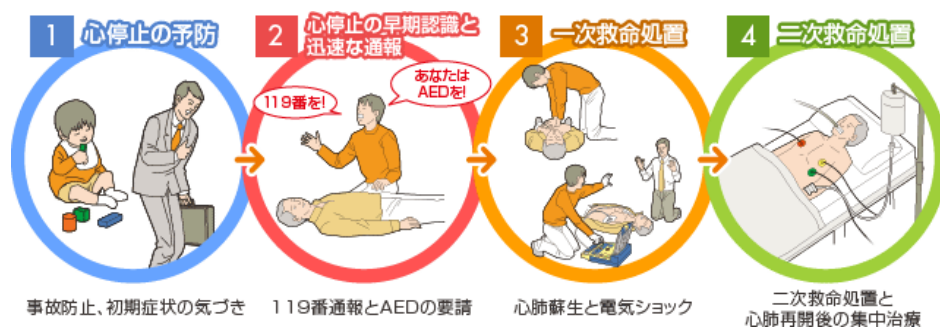 1 心停止の予防
2 心停止の早期認識と
迅速な通報
3 一次救命処置
4 二次救命処置
119番を!
あなたは
AEDを!
事故防止、初期症状の気づき
119番通報とAEDの要請
心肺蘇生と電気ショック
二次救命処置と
心肺再開後の集中治療